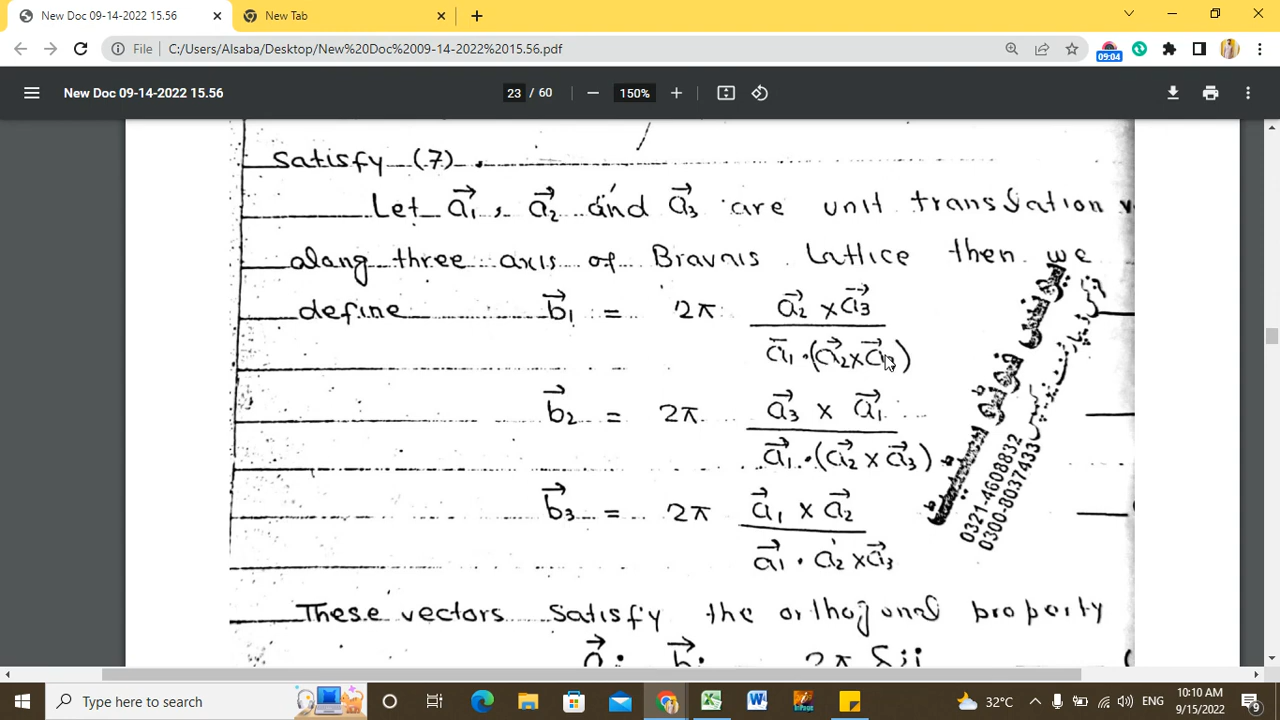 New Doc 09-14-2022 15.56
New Tab
File C:/Users/Alsaba/Desktop/New%20Doc%2009-14-2022%2015.56.pdf
09:04
New Doc 09-14-2022 15.56
23 / 60
150%
Satisfy (7).
Let a⃗₁, a⃗₂ and a⃗₃ are unit translation
along three axis of Bravais Lattice then we
define b⃗₁ = 2π (a⃗₂ × a⃗₃) / (a⃗₁ · (a⃗₂ × a⃗₃))
b⃗₂ = 2π (a⃗₃ × a⃗₁) / (a⃗₁ · (a⃗₂ × a⃗₃))
b⃗₃ = 2π (a⃗₁ × a⃗₂) / (a⃗₁ · a⃗₂ × a⃗₃)
0321-4608832
0300-8037433
These vectors satisfy the orthogonal property
Type here to search
32°C
10:10 AM
9/15/2022
9